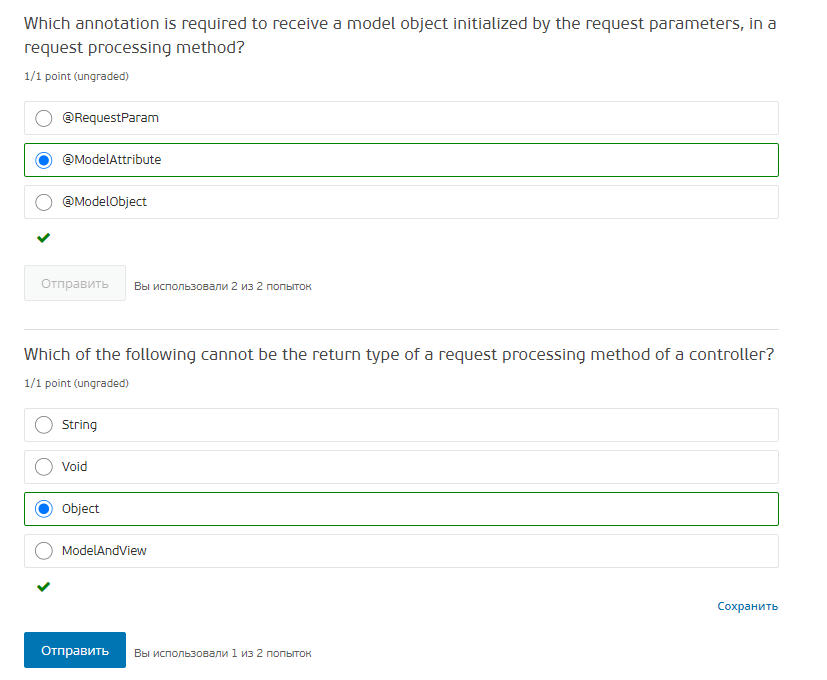 Which annotation is required to receive a model object initialized by the request parameters, in a
request processing method?
1/1 point (ungraded)
@RequestParam
@ModelAttribute
@ModelObject
Отправить
Вы использовали 2 из 2 попыток
Which of the following cannot be the return type of a request processing method of a controller?
1/1 point (ungraded)
String
Void
Object
ModelAndView
Сохранить
Отправить
Вы использовали 1 из 2 попыток